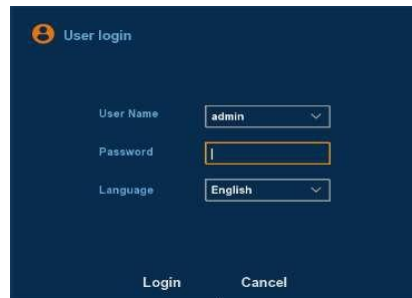 User login
User Name admin
Password
Language English
Login Cancel